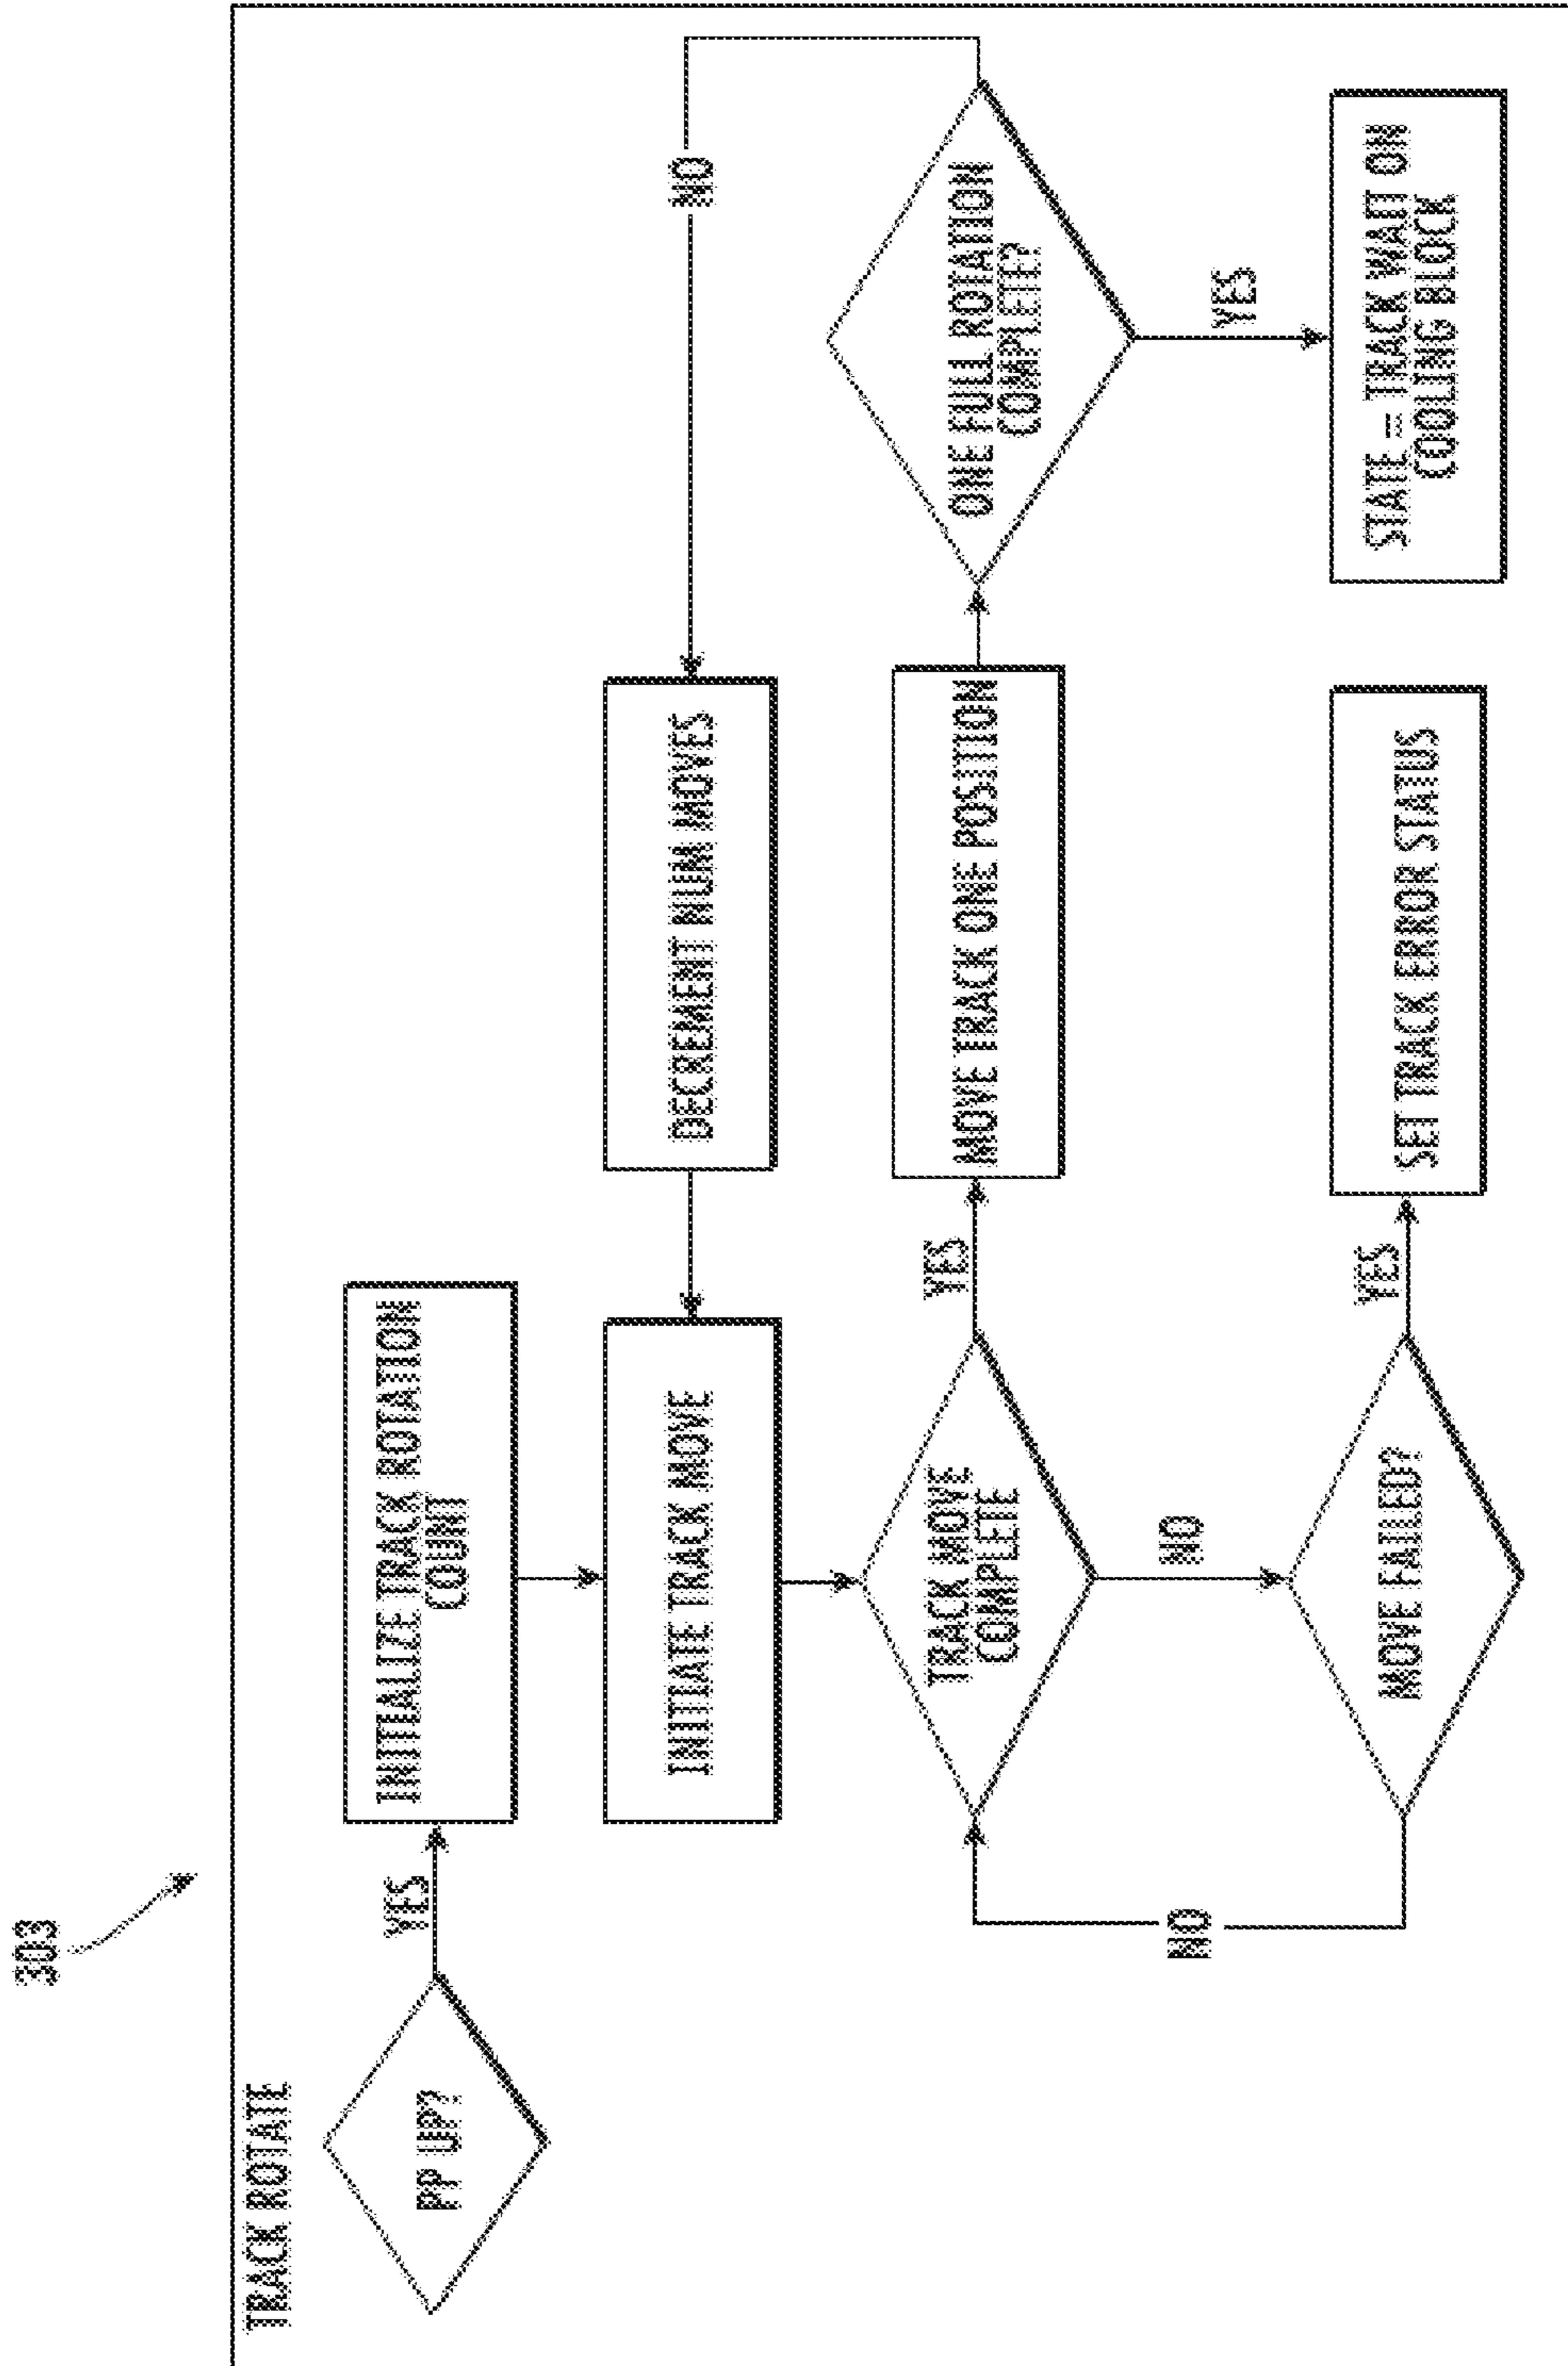 303
TRACK ROTATE
PP UP?
YES
INITIALIZE TRACK ROTATION
COUNT
INITIATE TRACK MOVE
DECREMENT NUM MOVES
NO
TRACK MOVE
COMPLETE
YES
MOVE TRACK ONE POSITION
ONE FULL ROTATION
COMPLETE?
NO
YES
NO
MOVE FAILED?
YES
SET TRACK ERROR STATUS
STATE = TRACK WAIT ON
COOLING BLOCK